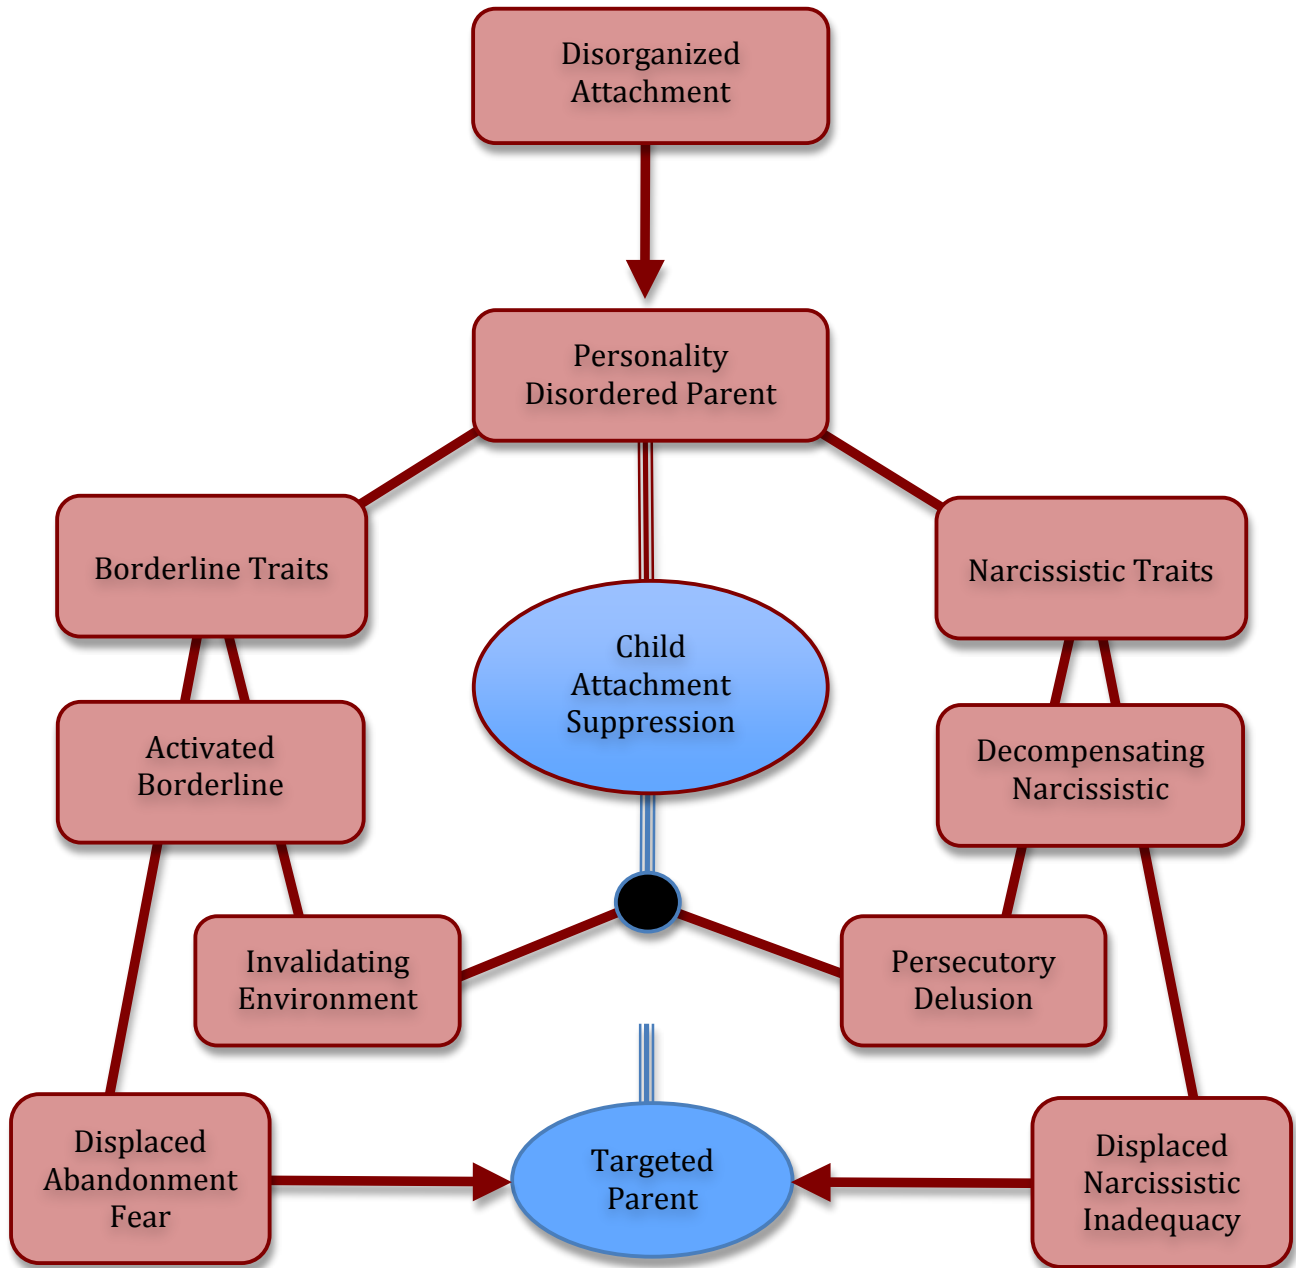 Disorganized
Attachment
Personality
Disordered Parent
Borderline Traits
Narcissistic Traits
Child
Attachment
Suppression
Activated
Borderline
Decompensating
Narcissistic
Invalidating
Environment
Persecutory
Delusion
Displaced
Abandonment
Fear
Targeted
Parent
Displaced
Narcissistic
Inadequacy